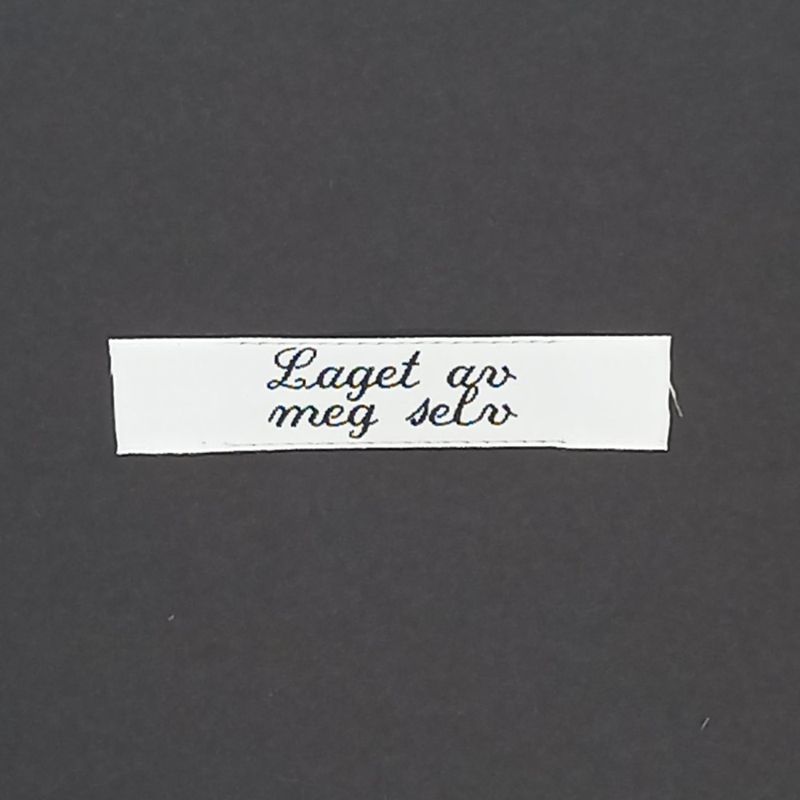 Laget av
meg selv